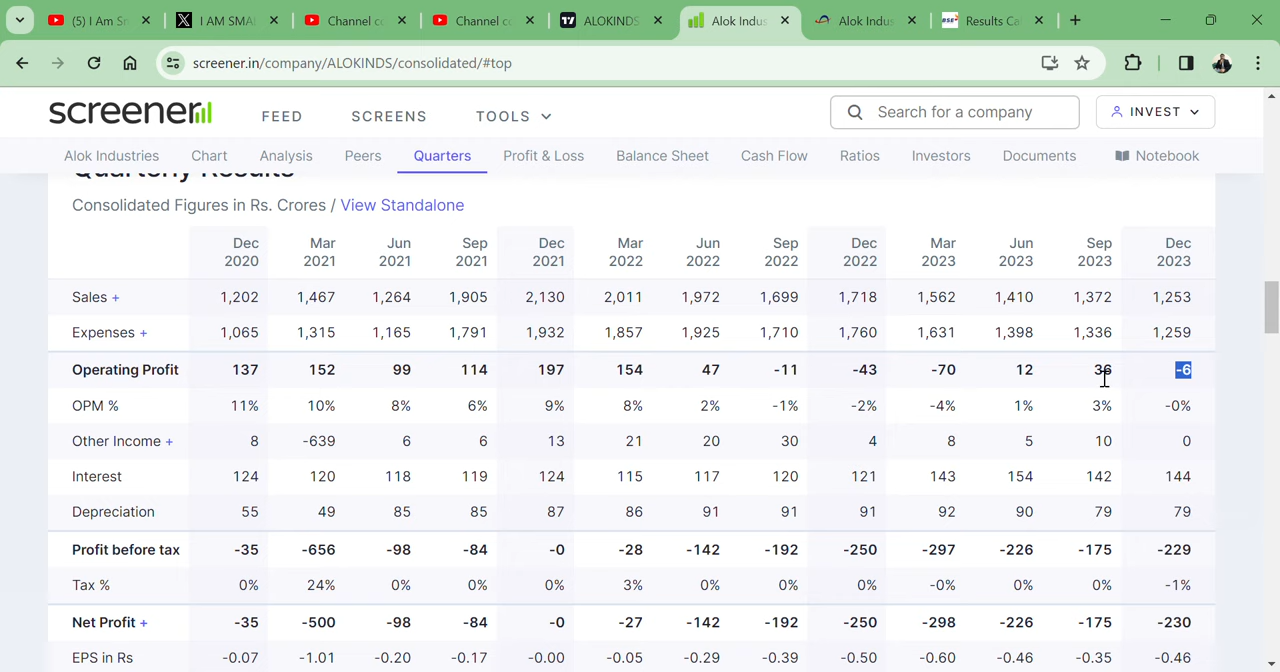 (5) I Am Sn
I AM SMAL
Channel co
Channel co
ALOKINDS
Alok Indus
Alok Indus
Results Cal
screener.in/company/ALOKINDS/consolidated/#top
screener
FEED
SCREENS
TOOLS
Search for a company
INVEST
Alok Industries Chart Analysis Peers Quarters Profit & Loss Balance Sheet Cash Flow Ratios Investors Documents Notebook
Quarterly Results
Consolidated Figures in Rs. Crores / View Standalone
Dec 2020 Mar 2021 Jun 2021 Sep 2021 Dec 2021 Mar 2022 Jun 2022 Sep 2022 Dec 2022 Mar 2023 Jun 2023 Sep 2023 Dec 2023
Sales + 1,202 1,467 1,264 1,905 2,130 2,011 1,972 1,699 1,718 1,562 1,410 1,372 1,253
Expenses + 1,065 1,315 1,165 1,791 1,932 1,857 1,925 1,710 1,760 1,631 1,398 1,336 1,259
Operating Profit 137 152 99 114 197 154 47 -11 -43 -70 12 36 -6
OPM % 11% 10% 8% 6% 9% 8% 2% -1% -2% -4% 1% 3% -0%
Other Income + 8 -639 6 6 13 21 20 30 4 8 5 10 0
Interest 124 120 118 119 124 115 117 120 121 143 154 142 144
Depreciation 55 49 85 85 87 86 91 91 91 92 90 79 79
Profit before tax -35 -656 -98 -84 -0 -28 -142 -192 -250 -297 -226 -175 -229
Tax % 0% 24% 0% 0% 0% 3% 0% 0% 0% -0% 0% 0% -1%
Net Profit + -35 -500 -98 -84 -0 -27 -142 -192 -250 -298 -226 -175 -230
EPS in Rs -0.07 -1.01 -0.20 -0.17 -0.00 -0.05 -0.29 -0.39 -0.50 -0.60 -0.46 -0.35 -0.46